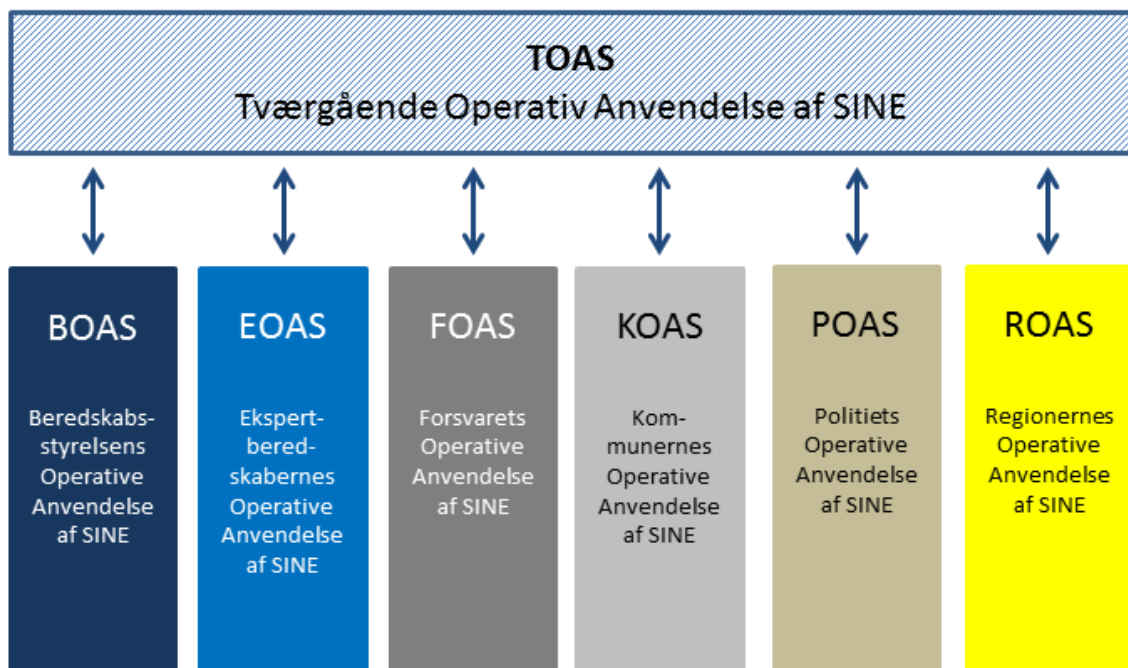 TOAS
Tværgående Operativ Anvendelse af SINE
BOAS
Beredskabs-
styrelsens
Operative
Anvendelse
af SINE
EOAS
Ekspert-
bered-
skabernes
Operative
Anvendelse
af SINE
FOAS
Forsvarets
Operative
Anvendelse
af SINE
KOAS
Kom-
munernes
Operative
Anvendelse
af SINE
POAS
Politiets
Operative
Anvendelse
af SINE
ROAS
Regionernes
Operative
Anvendelse
af SINE